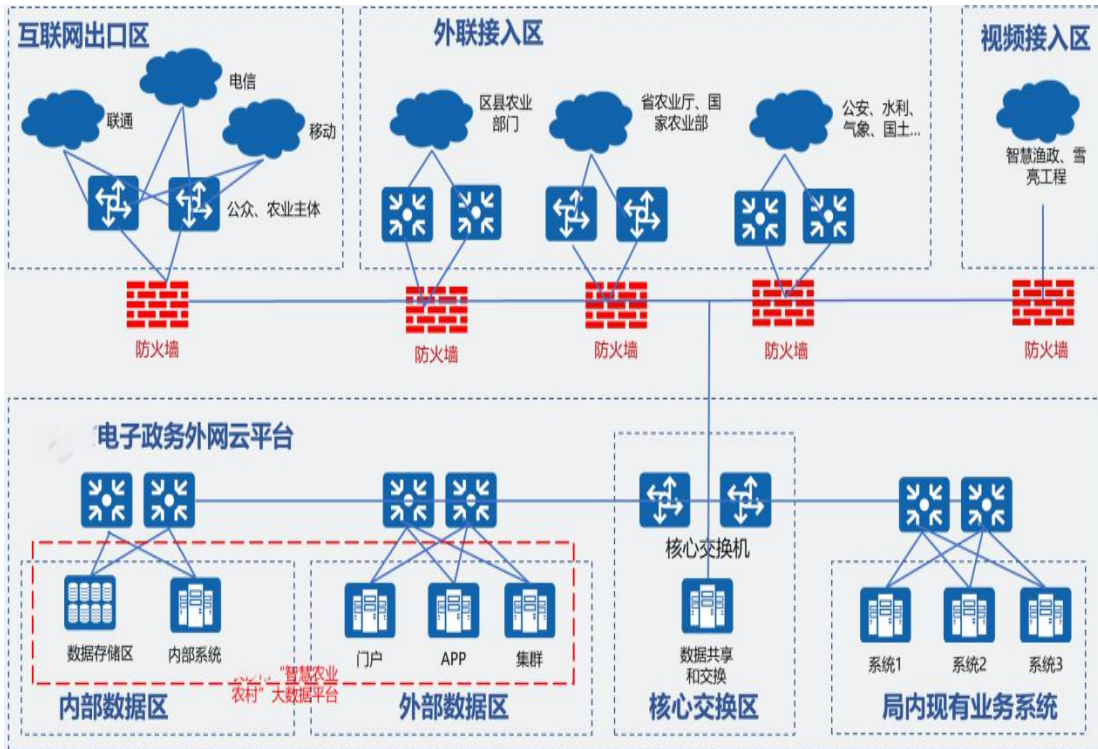 互联网出口区
外联接入区
视频接入区
电信
联通
移动
公众、农业主体
区县农业
部门
省农业厅、国
家农业部
公安、水利、
气象、国土...
智慧渔政、雪
亮工程
防火墙
防火墙
防火墙
防火墙
防火墙
电子政务外网云平台
核心交换机
数据存储区
内部系统
门户
APP
集群
数据共享
和交换
系统1
系统2
系统3
“智慧农业
农村”大数据平台
内部数据区
外部数据区
核心交换区
局内现有业务系统